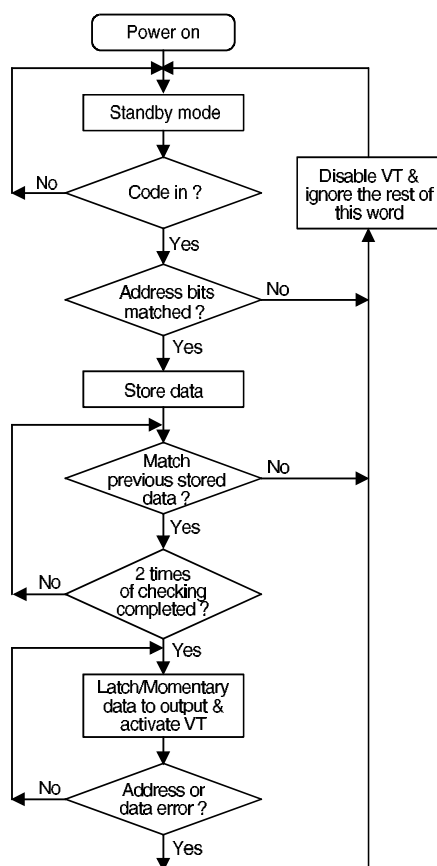 Power on
Standby mode
No
Code in ?
Disable VT &
ignore the rest of
this word
Yes
Address bits
matched ?
No
Yes
Store data
Match
previous stored
data ?
No
Yes
No
2 times
of checking
completed ?
Yes
Latch/Momentary
data to output &
activate VT
No
Address or
data error ?
Yes